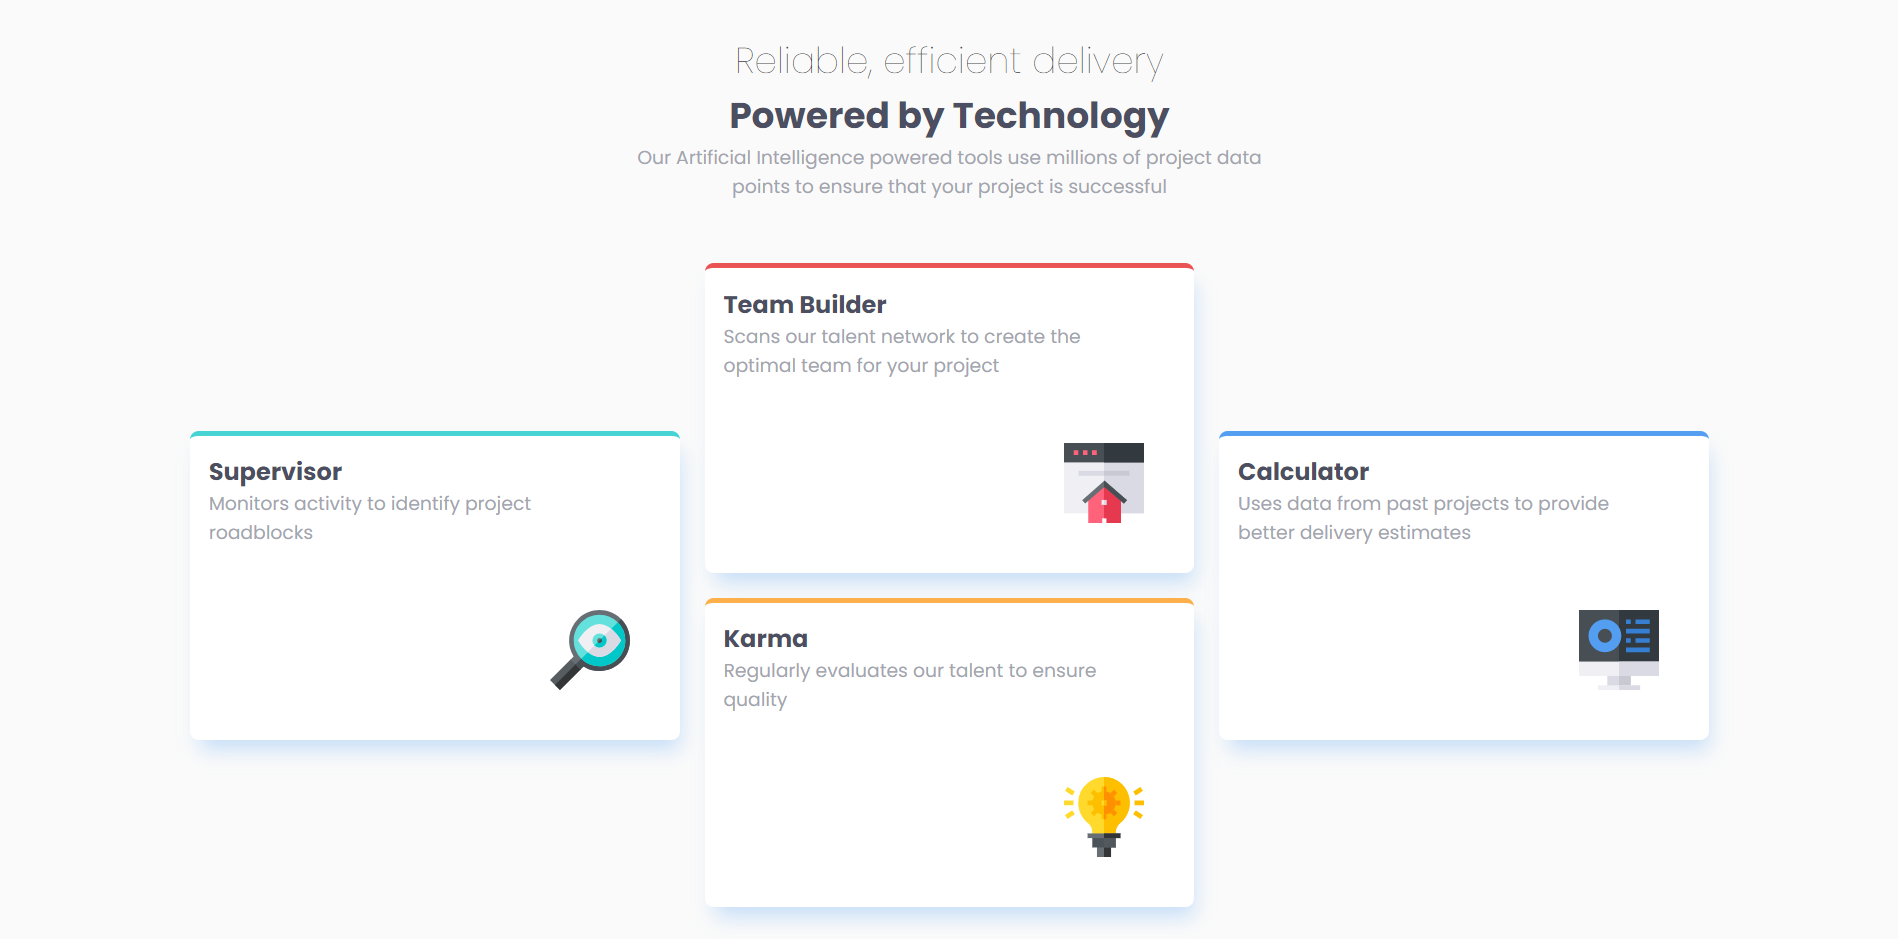 Reliable, efficient delivery
Powered by Technology
Our Artificial Intelligence powered tools use millions of project data
points to ensure that your project is successful
Team Builder
Scans our talent network to create the
optimal team for your project
Supervisor
Monitors activity to identify project
roadblocks
Calculator
Uses data from past projects to provide
better delivery estimates
Karma
Regularly evaluates our talent to ensure
quality